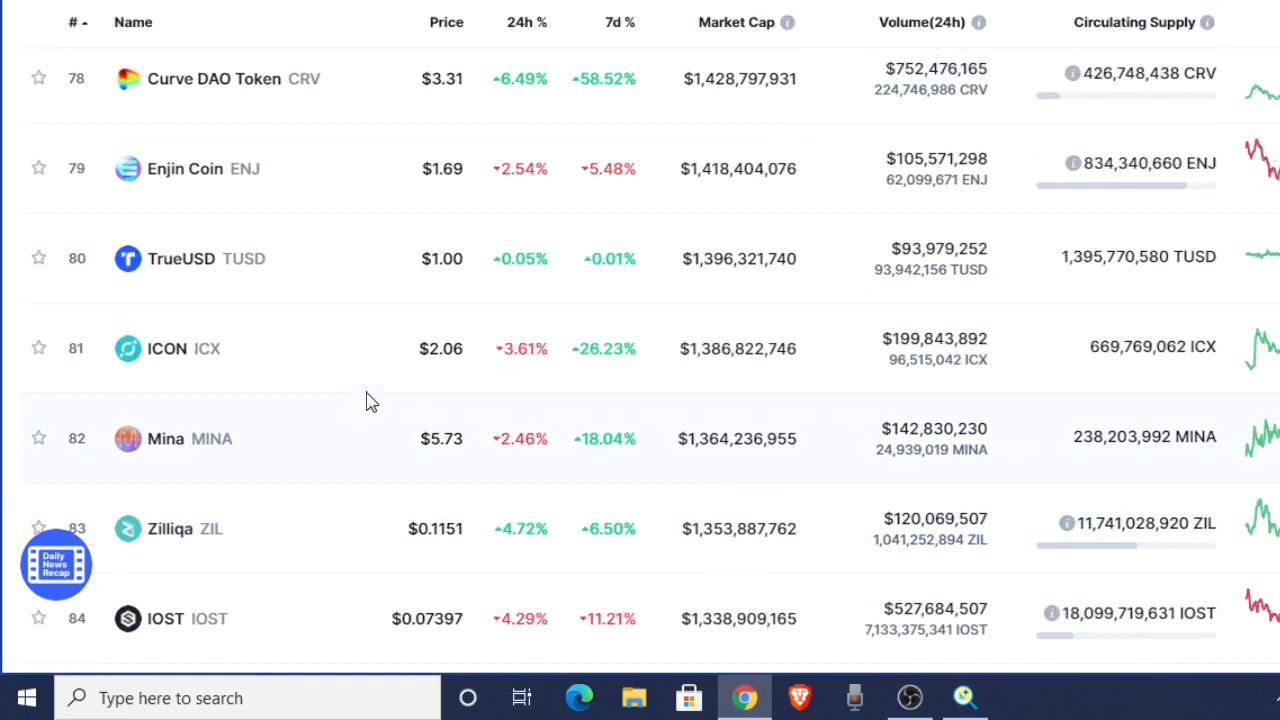 # Name Price 24h % 7d % Market Cap Volume(24h) Circulating Supply
78 Curve DAO Token CRV $3.31 6.49% 58.52% $1,428,797,931 $752,476,165 426,748,438 CRV
224,746,986 CRV
79 Enjin Coin ENJ $1.69 2.54% 5.48% $1,418,404,076 $105,571,298 834,340,660 ENJ
62,099,671 ENJ
80 TrueUSD TUSD $1.00 0.05% 0.01% $1,396,321,740 $93,979,252 1,395,770,580 TUSD
93,942,156 TUSD
81 ICON ICX $2.06 3.61% 26.23% $1,386,822,746 $199,843,892 669,769,062 ICX
96,515,042 ICX
82 Mina MINA $5.73 2.46% 18.04% $1,364,236,955 $142,830,230 238,203,992 MINA
24,939,019 MINA
83 Zilliqa ZIL $0.1151 4.72% 6.50% $1,353,887,762 $120,069,507 11,741,028,920 ZIL
1,041,252,894 ZIL
Daily
News
Recap
84 IOST IOST $0.07397 4.29% 11.21% $1,338,909,165 $527,684,507 18,099,719,631 IOST
7,133,375,341 IOST
Type here to search